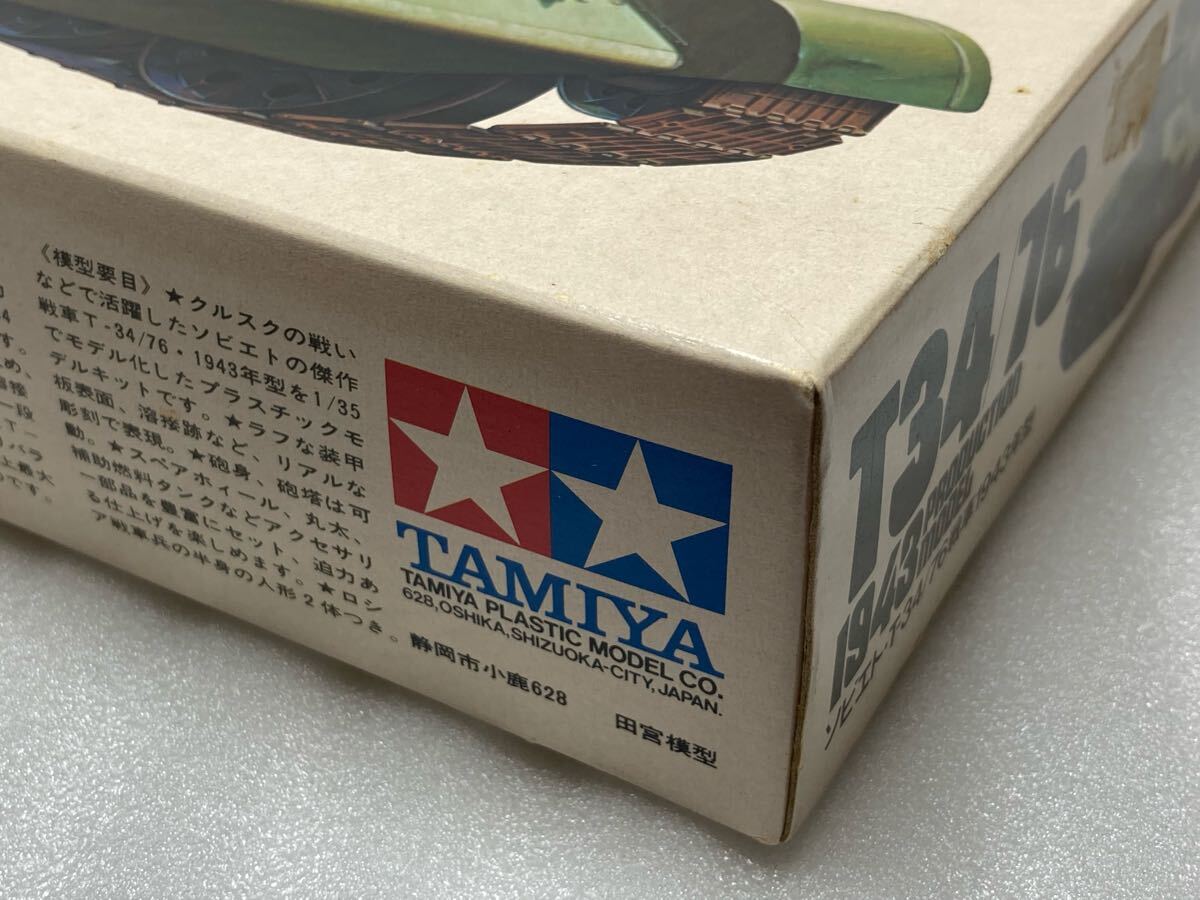 《模型要目》★クルスクの戦い
などで活躍したソビエトの傑作
戦車T-34/76・1943年型を1/35
でモデル化したプラスチックモ
デルキットです。★ラフな装甲
板表面、溶接跡など、リアルな
彫刻で表現。★砲身、砲塔は可
動。★スペアホイール、丸太、
補助燃料タンクなどアクセサリ
ー部品を豊富にセット、迫力あ
る仕上げを楽しめます。★ロシ
ア戦車兵の半身の人形2体つき。
TAMIYA
TAMIYA PLASTIC MODEL CO.
628,OSHIKA,SHIZUOKA-CITY,JAPAN.
静岡市小鹿628 田宮模型
T34/76
1943 PRODUCTION
MODEL
ソビエト・T-34/76戦車1943年型